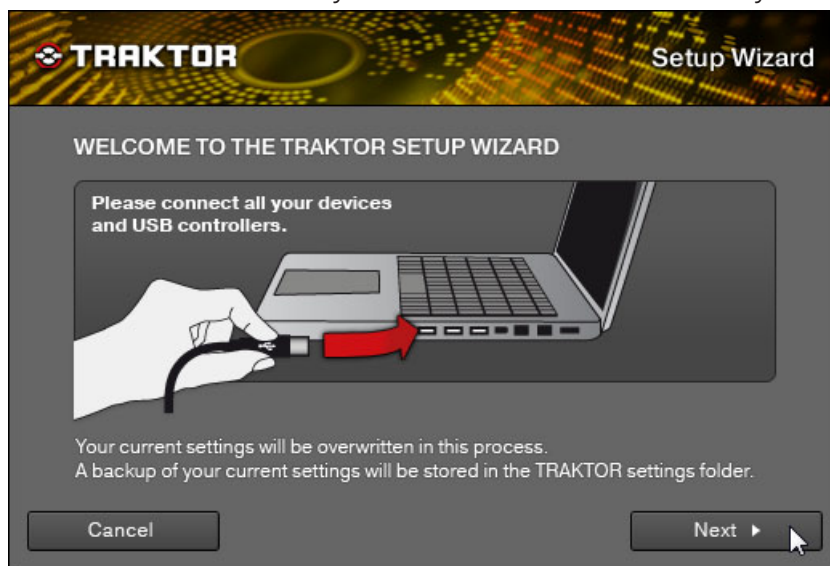 TRAKTOR
Setup Wizard
WELCOME TO THE TRAKTOR SETUP WIZARD
Please connect all your devices
and USB controllers.
Your current settings will be overwritten in this process.
A backup of your current settings will be stored in the TRAKTOR settings folder.
Cancel
Next